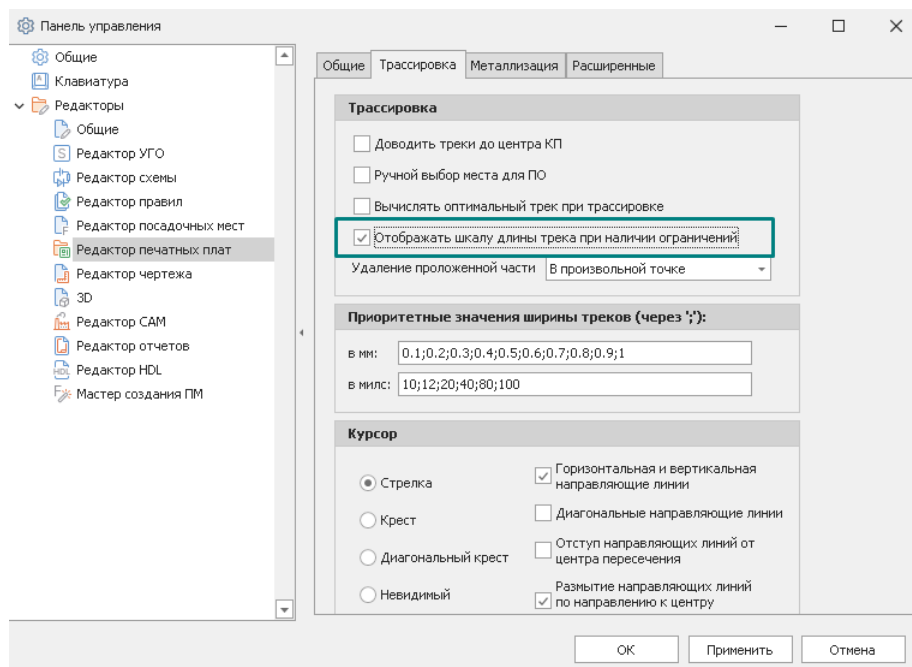 Панель управления
Общие
Клавиатура
Редакторы
Общие
Редактор УГО
Редактор схемы
Редактор правил
Редактор посадочных мест
Редактор печатных плат
Редактор чертежа
3D
Редактор CAM
Редактор отчетов
Редактор HDL
Мастер создания ПМ
Общие Трассировка Металлизация Расширенные
Трассировка
Доводить треки до центра КП
Ручной выбор места для ПО
Вычислять оптимальный трек при трассировке
Отображать шкалу длины трека при наличии ограничений
Удаление проложенной части В произвольной точке
Приоритетные значения ширины треков (через ';'):
в мм: 0.1;0.2;0.3;0.4;0.5;0.6;0.7;0.8;0.9;1
в милс: 10;12;20;40;80;100
Курсор
Стрелка
Крест
Диагональный крест
Невидимый
Горизонтальная и вертикальная
направляющие линии
Диагональные направляющие линии
Отступ направляющих линий от
центра пересечения
Размытие направляющих линий
по направлению к центру
ОК Применить Отмена